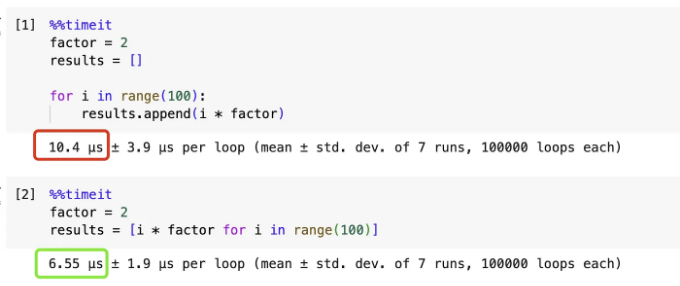 [1] %%timeit
factor = 2
results = []
for i in range(100):
results.append(i * factor)
10.4 µs ± 3.9 µs per loop (mean ± std. dev. of 7 runs, 100000 loops each)
[2] %%timeit
factor = 2
results = [i * factor for i in range(100)]
6.55 µs ± 1.9 µs per loop (mean ± std. dev. of 7 runs, 100000 loops each)